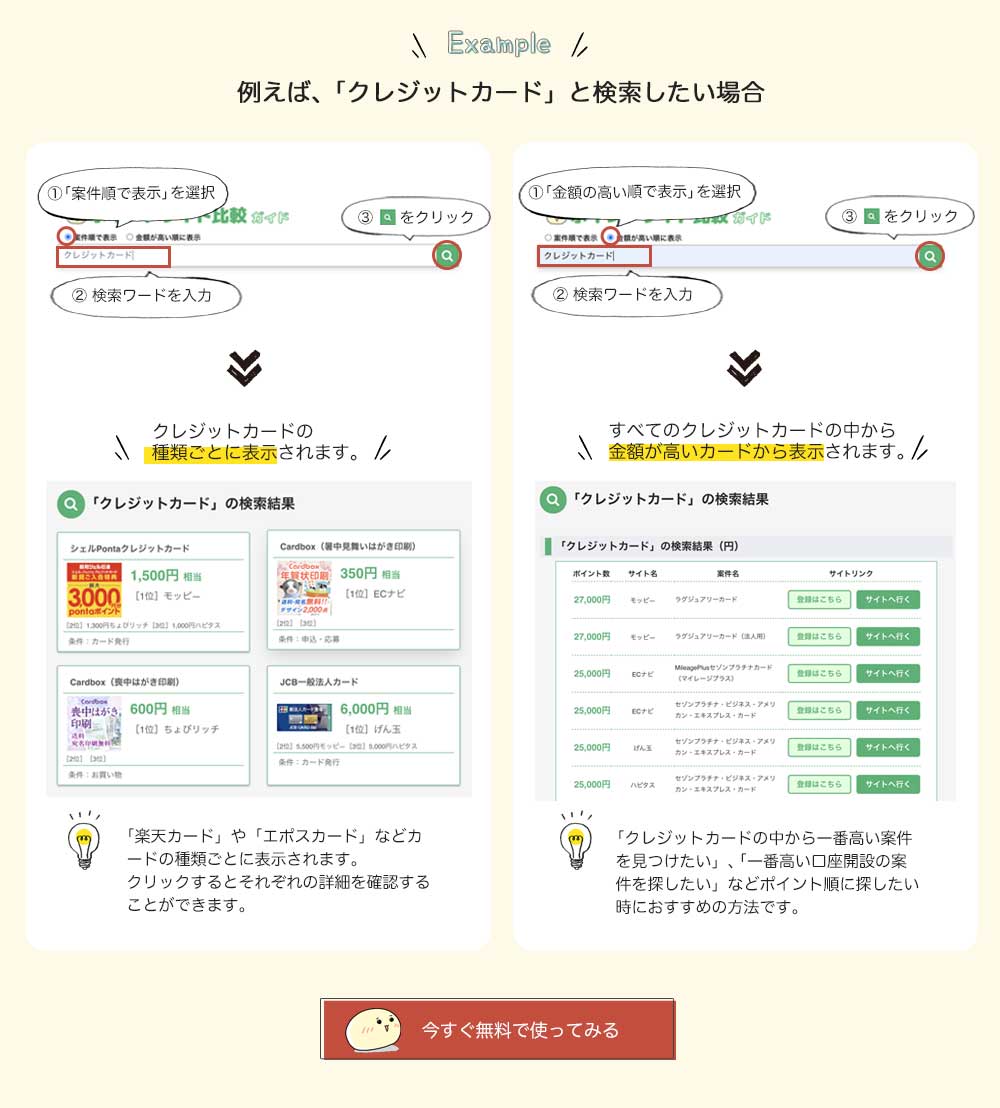 Example
例えば、「クレジットカード」と検索したい場合
①「案件順で表示」を選択
比較 ガイド
③ をクリック
案件順で表示 金額が高い順に表示
クレジットカード
② 検索ワードを入力
クレジットカードの
種類ごとに表示されます。
「クレジットカード」の検索結果
シェルPontaクレジットカード
新規ご入会特典
最大
3,000
pontaポイント
1,500円 相当
［1位］モッピー
［2位］1,300円ちょびリッチ［3位］1,000円ハピタス
条件：カード発行
Cardbox（暑中見舞いはがき印刷）
Cardbox
年賀状印刷
送料・宛名無料!!
デザイン2,000点
350円 相当
［1位］ECナビ
［2位］［3位］
条件：申込・応募
Cardbox（喪中はがき印刷）
Cardbox
喪中はがき
印刷
送料
宛名印刷無料
600円 相当
［1位］ちょびリッチ
［2位］［3位］
条件：お買い物
JCB一般法人カード
6,000円 相当
［1位］げん玉
［2位］5,500円モッピー［3位］5,000円ハピタス
条件：カード発行
「楽天カード」や「エポスカード」などカ
ードの種類ごとに表示されます。
クリックするとそれぞれの詳細を確認する
ことができます。
①「金額の高い順で表示」を選択
比較 ガイド
③ をクリック
案件順で表示 金額が高い順に表示
クレジットカード
② 検索ワードを入力
すべてのクレジットカードの中から
金額が高いカードから表示されます。
「クレジットカード」の検索結果
「クレジットカード」の検索結果（円）
ポイント数 サイト名 案件名 サイトリンク
27,000円 モッピー ラグジュアリーカード 登録はこちら サイトへ行く
27,000円 モッピー ラグジュアリーカード（法人用） 登録はこちら サイトへ行く
25,000円 ECナビ MileagePlusセゾンプラチナカード
（マイレージプラス） 登録はこちら サイトへ行く
25,000円 ECナビ セゾンプラチナ・ビジネス・アメリ
カン・エキスプレス・カード 登録はこちら サイトへ行く
25,000円 げん玉 セゾンプラチナ・ビジネス・アメリ
カン・エキスプレス・カード 登録はこちら サイトへ行く
25,000円 ハピタス セゾンプラチナ・ビジネス・アメリ
カン・エキスプレス・カード 登録はこちら サイトへ行く
「クレジットカードの中から一番高い案件
を見つけたい」、「一番高い口座開設の案
件を探したい」などポイント順に探したい
時におすすめの方法です。
今すぐ無料で使ってみる